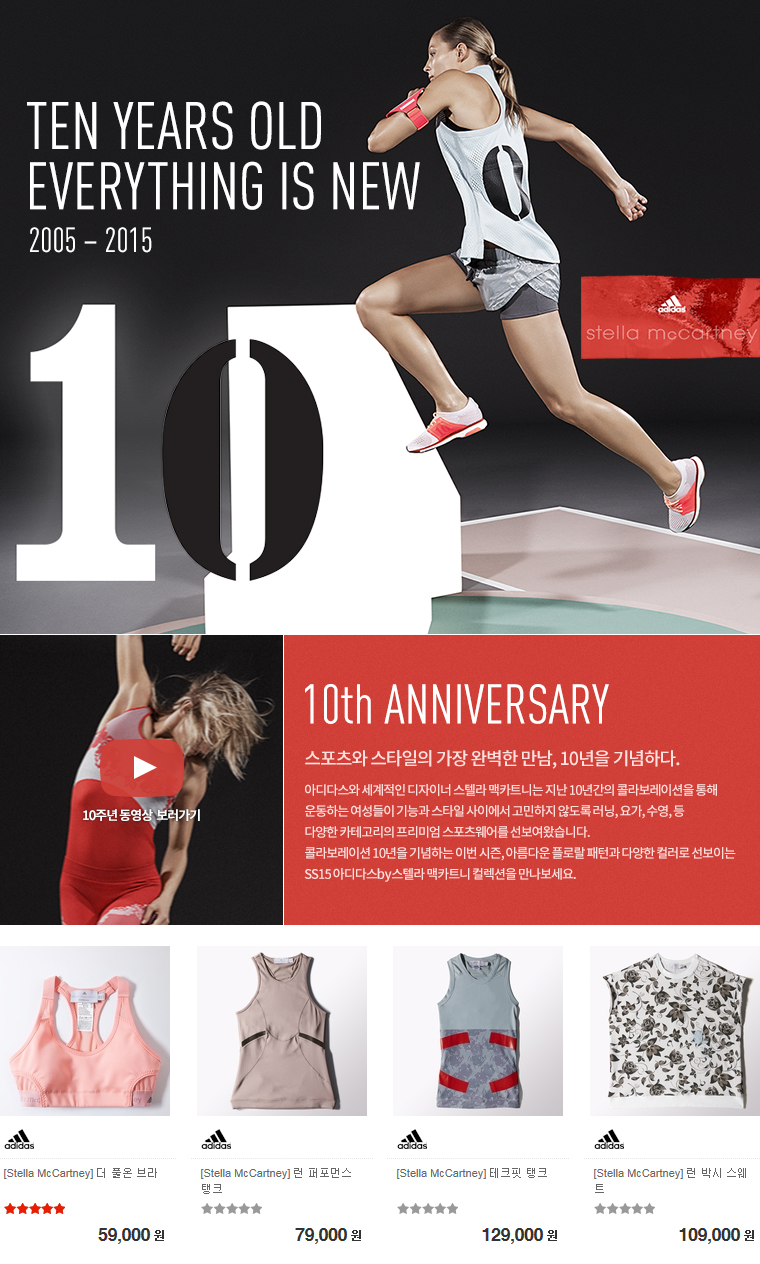 TEN YEARS OLD
EVERYTHING IS NEW
2005 – 2015
adidas
stella mccartney
10
10주년 동영상 보러가기
10th ANNIVERSARY
스포츠와 스타일의 가장 완벽한 만남, 10년을 기념하다.
아디다스와 세계적인 디자이너 스텔라 맥카트니는 지난 10년간의 콜라보레이션을 통해
운동하는 여성들이 기능과 스타일 사이에서 고민하지 않도록 러닝, 요가, 수영, 등
다양한 카테고리의 프리미엄 스포츠웨어를 선보여왔습니다.
콜라보레이션 10년을 기념하는 이번 시즌, 아름다운 플로랄 패턴과 다양한 컬러로 선보이는
SS15 아디다스by스텔라 맥카트니 컬렉션을 만나보세요.
adidas
[Stella McCartney] 더 풀온 브라
59,000 원
adidas
[Stella McCartney] 런 퍼포먼스
탱크
79,000 원
adidas
[Stella McCartney] 테크핏 탱크
129,000 원
adidas
[Stella McCartney] 런 박시 스웨
트
109,000 원